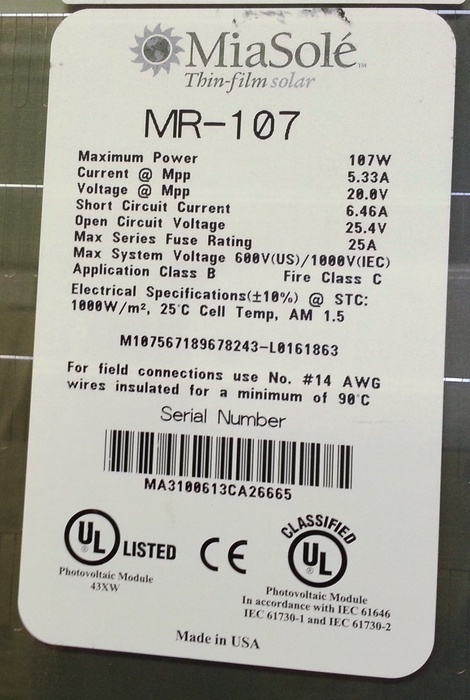 MiaSolé™
Thin-film solar
MR-107
Maximum Power 107W
Current @ Mpp 5.33A
Voltage @ Mpp 20.0V
Short Circuit Current 6.46A
Open Circuit Voltage 25.4V
Max Series Fuse Rating 25A
Max System Voltage 600V(US)/1000V(IEC)
Application Class B Fire Class C
Electrical Specifications(±10%) @ STC:
1000W/m², 25°C Cell Temp, AM 1.5
M107567189678243-L0161863
For field connections use No. #14 AWG
wires insulated for a minimum of 90°C
Serial Number
MA3100613CA26665
UL® LISTED
Photovoltaic Module
43XW
CE
CLASSIFIED
UL®
Photovoltaic Module
In accordance with IEC 61646
IEC 61730-1 and IEC 61730-2
Made in USA